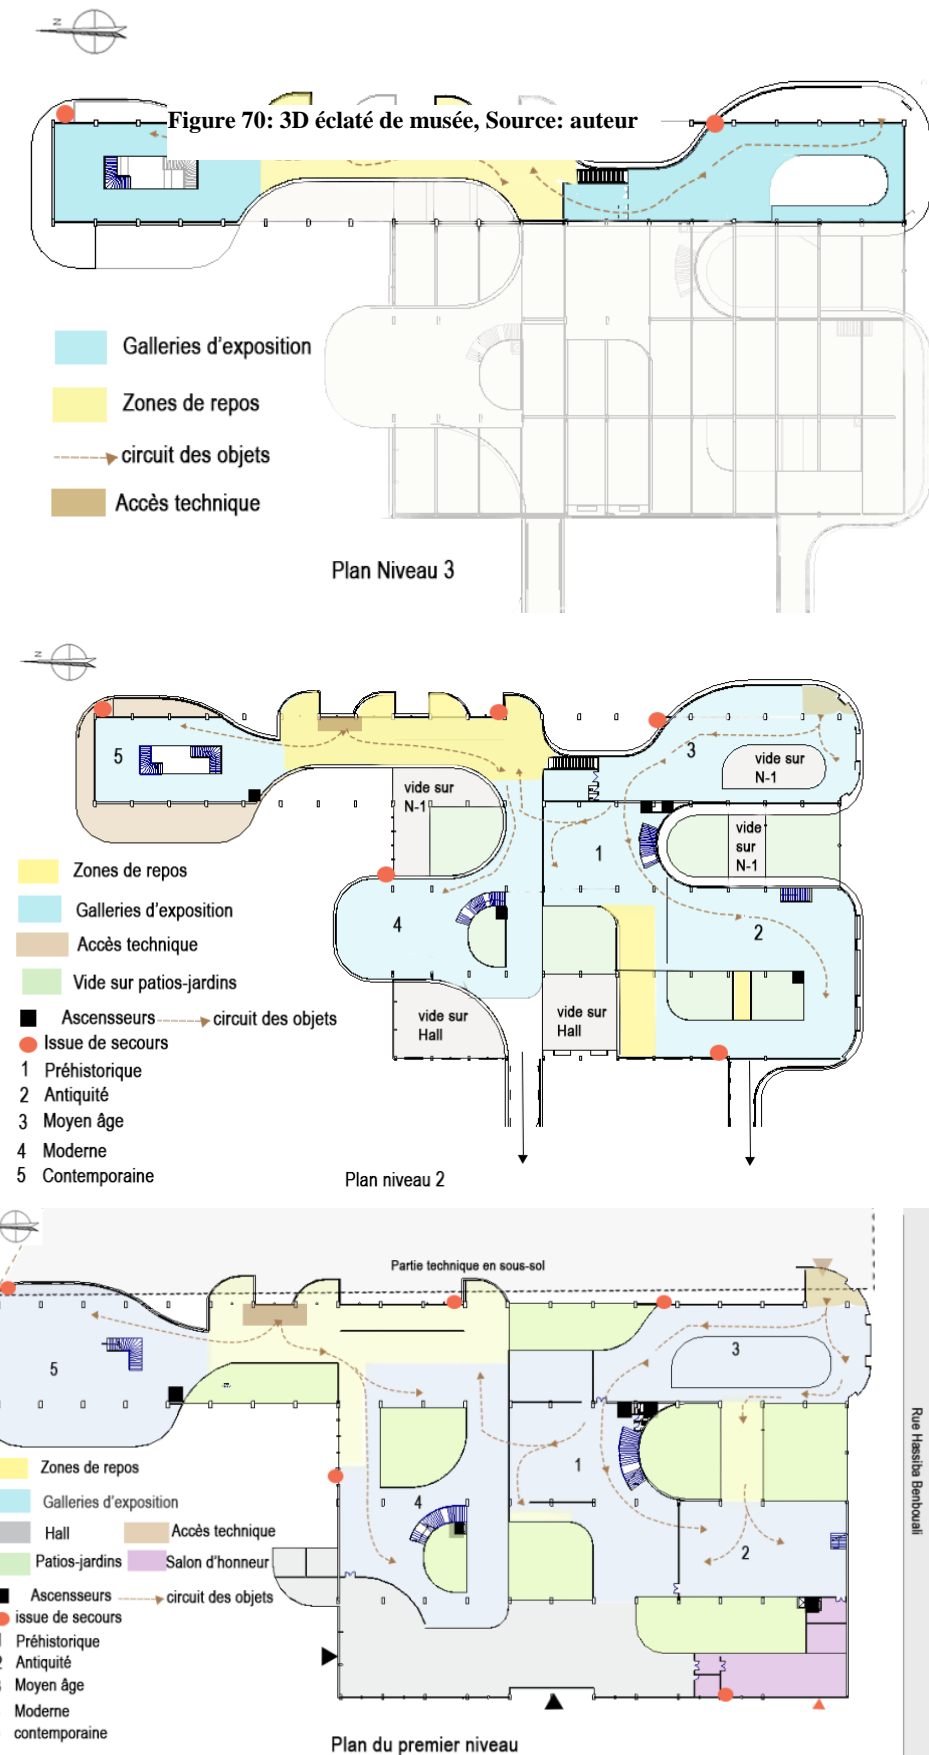 N
Figure 70: 3D éclaté de musée, Source: auteur
Galleries d'exposition
Zones de repos
circuit des objets
Accès technique
Plan Niveau 3
N
5
3
vide sur
N-1
vide sur
N-1
vide
sur
N-1
1
4
2
vide sur
Hall
vide sur
Hall
Zones de repos
Galleries d'exposition
Accès technique
Vide sur patios-jardins
Ascensseurs
circuit des objets
Issue de secours
1 Préhistorique
2 Antiquité
3 Moyen âge
4 Moderne
5 Contemporaine
Plan niveau 2
Partie technique en sous-sol
5
3
1
4
2
Rue Hassiba Benbouali
Zones de repos
Galleries d'exposition
Hall
Accès technique
Patios-jardins
Salon d'honneur
Ascensseurs
circuit des objets
issue de secours
Préhistorique
2 Antiquité
Moyen âge
Moderne
contemporaine
Plan du premier niveau